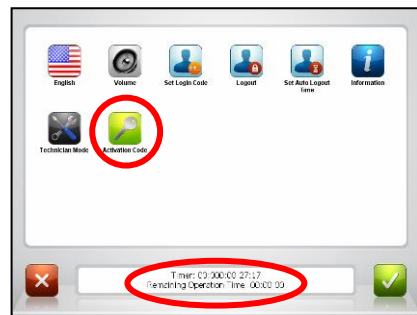 English Volume Set Login Code Logout Set Auto Logout Time Information
Technician Mode Activation Code
Timer: 00:000:00 27:17
Remaining Operation Time 00:00:00